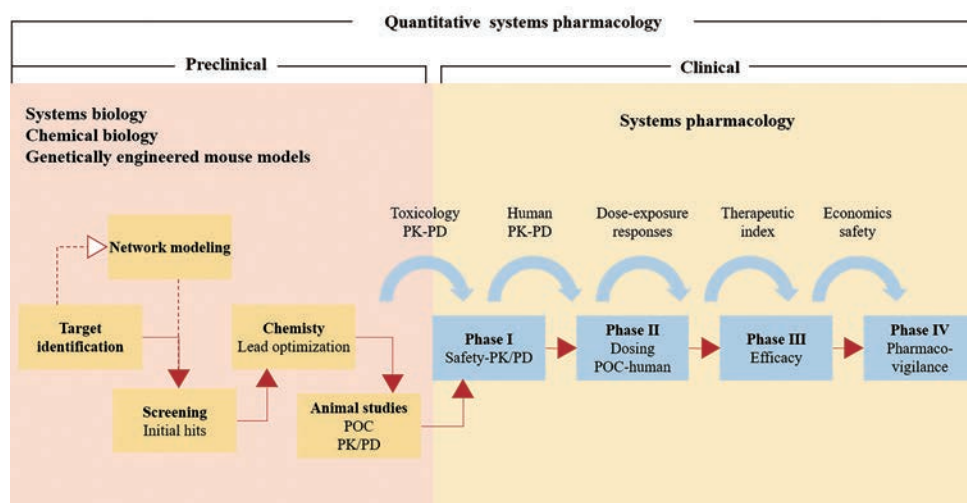 Quantitative systems pharmacology
Preclinical
Clinical
Systems biology
Chemical biology
Genetically engineered mouse models
Systems pharmacology
Toxicology
PK-PD
Human
PK-PD
Dose-exposure
responses
Therapeutic
index
Economics
safety
Network modeling
Target
identification
Chemisty
Lead optimization
Screening
Initial hits
Animal studies
POC
PK/PD
Phase I
Safety-PK/PD
Phase II
Dosing
POC-human
Phase III
Efficacy
Phase IV
Pharmaco-
vigilance